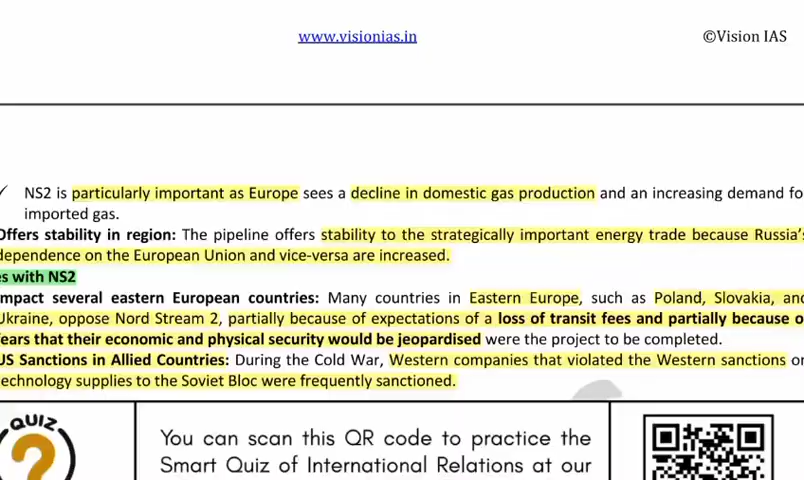 www.visionias.in
©Vision IAS
✓ NS2 is particularly important as Europe sees a decline in domestic gas production and an increasing demand fo
imported gas.
Offers stability in region: The pipeline offers stability to the strategically important energy trade because Russia's
dependence on the European Union and vice-versa are increased.
es with NS2
mpact several eastern European countries: Many countries in Eastern Europe, such as Poland, Slovakia, and
Ukraine, oppose Nord Stream 2, partially because of expectations of a loss of transit fees and partially because o
fears that their economic and physical security would be jeopardised were the project to be completed.
US Sanctions in Allied Countries: During the Cold War, Western companies that violated the Western sanctions on
technology supplies to the Soviet Bloc were frequently sanctioned.
QUIZ
?
You can scan this QR code to practice the
Smart Quiz of International Relations at our